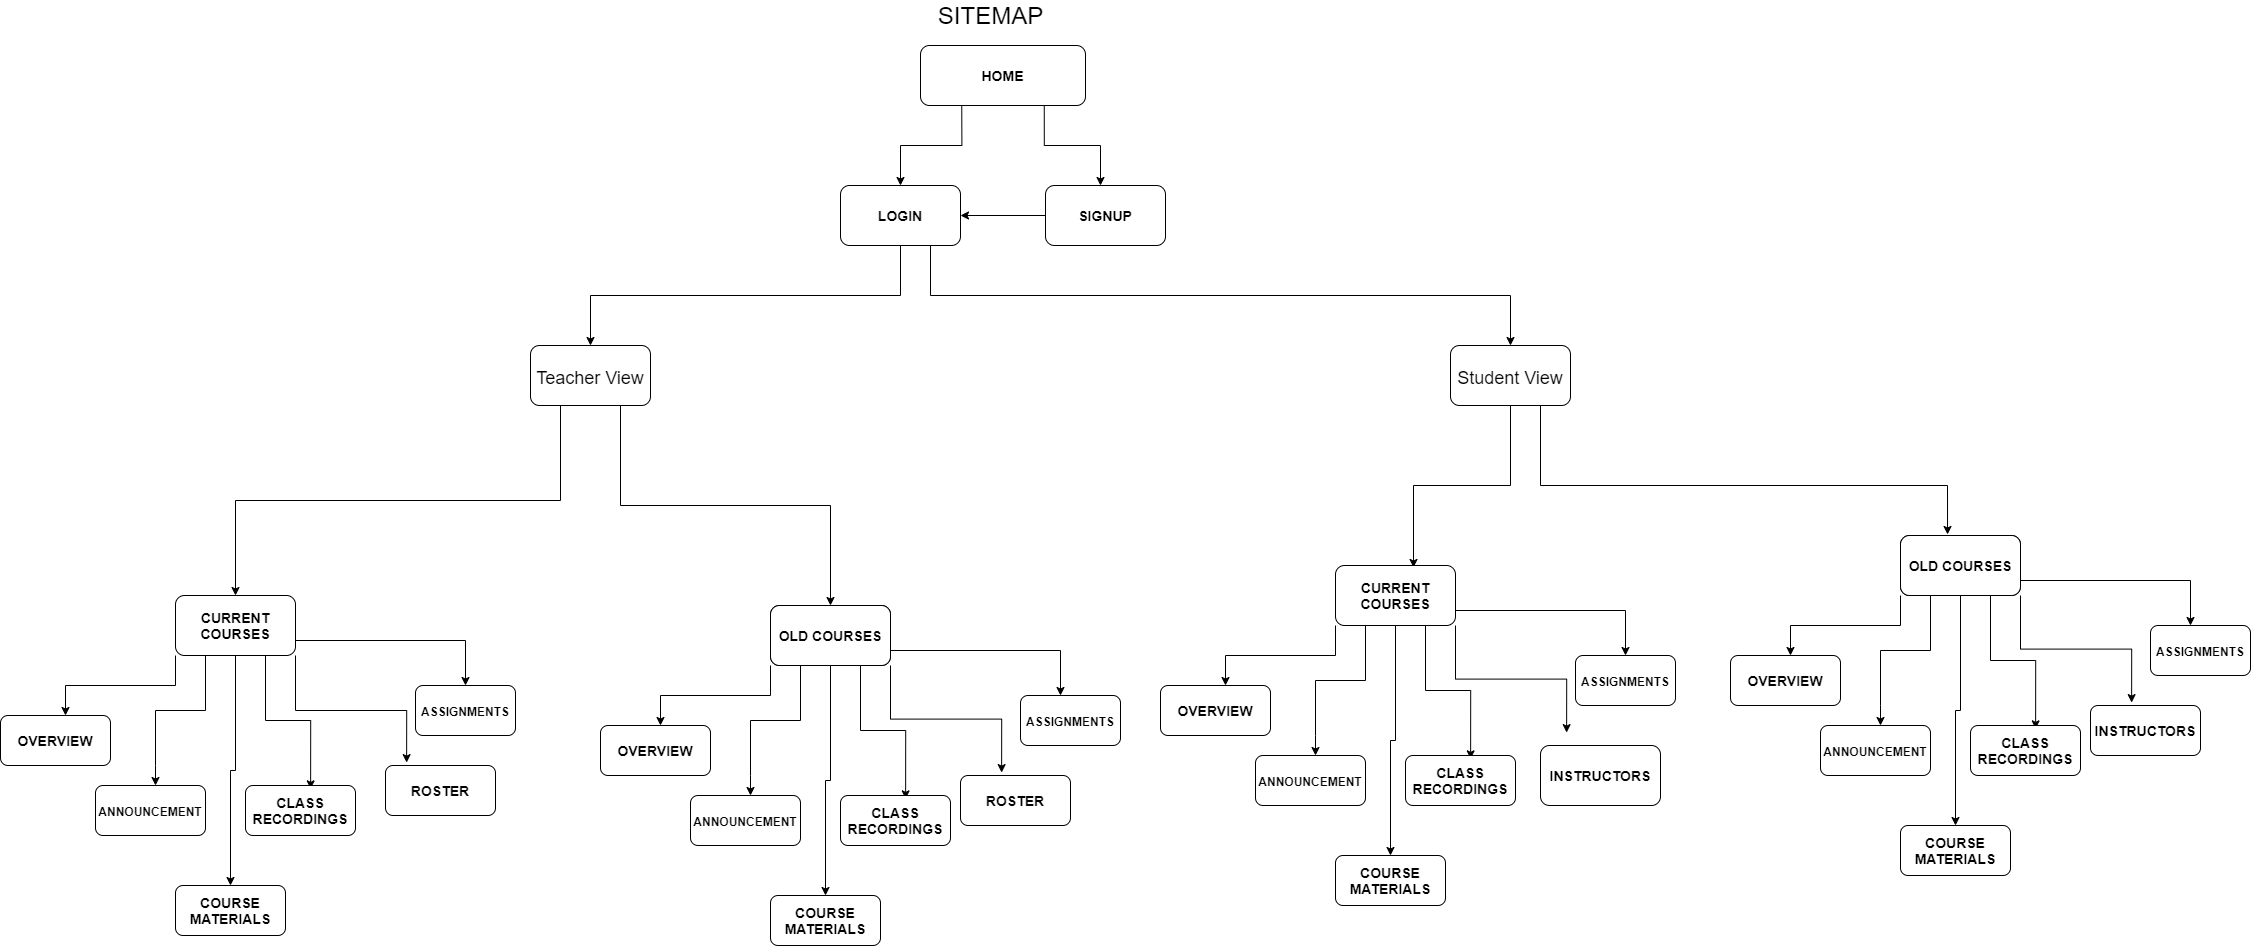 SITEMAP
HOME
LOGIN
SIGNUP
Teacher View
Student View
CURRENT
COURSES
OVERVIEW
ANNOUNCEMENT
COURSE
MATERIALS
CLASS
RECORDINGS
ROSTER
ASSIGNMENTS
OLD COURSES
OVERVIEW
ANNOUNCEMENT
COURSE
MATERIALS
CLASS
RECORDINGS
ROSTER
ASSIGNMENTS
CURRENT
COURSES
OVERVIEW
ANNOUNCEMENT
COURSE
MATERIALS
CLASS
RECORDINGS
INSTRUCTORS
ASSIGNMENTS
OLD COURSES
OVERVIEW
ANNOUNCEMENT
COURSE
MATERIALS
CLASS
RECORDINGS
INSTRUCTORS
ASSIGNMENTS